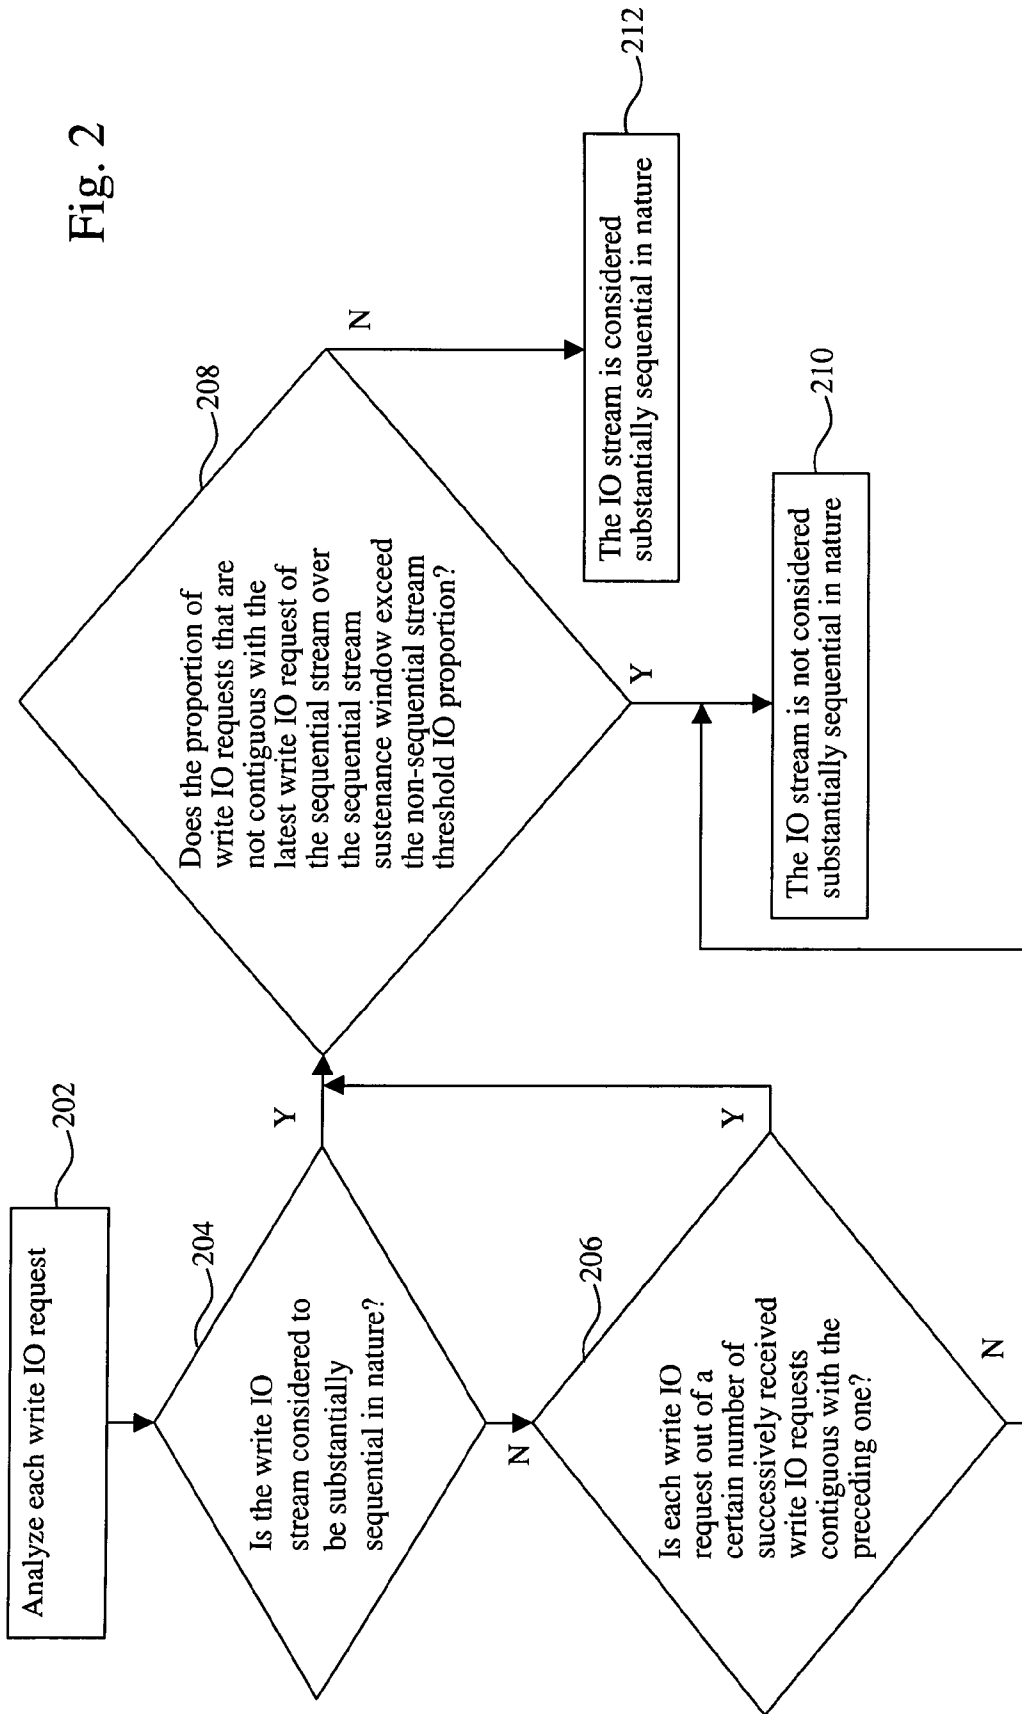 Fig. 2
Analyze each write IO request
202
Is the write IO
stream considered to
be substantially
sequential in nature?
204
Y
N
Is each write IO
request out of a
certain number of
successively received
write IO requests
contiguous with the
preceding one?
206
Y
N
Does the proportion of
write IO requests that are
not contiguous with the
latest write IO request of
the sequential stream over
the sequential stream
sustenance window exceed
the non-sequential stream
threshold IO proportion?
208
N
Y
The IO stream is considered
substantially sequential in nature
212
The IO stream is not considered
substantially sequential in nature
210